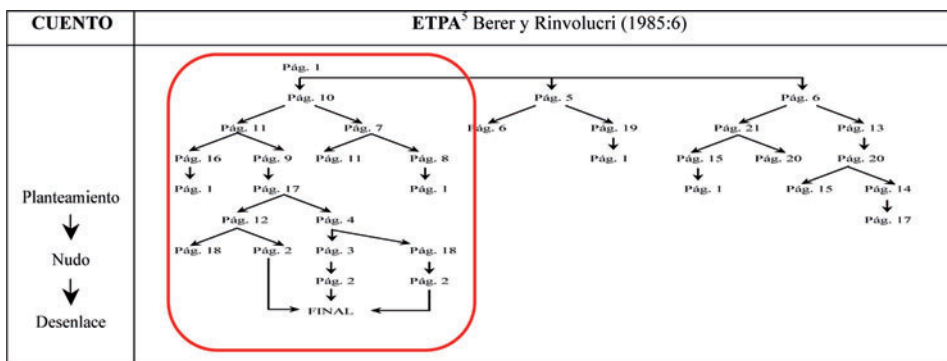 CUENTO
ETPA5 Berer y Rinvolucri (1985:6)
Pág. 1
Pág. 10 Pág. 5 Pág. 6
Pág. 11 Pág. 7 Pág. 6 Pág. 19 Pág. 21 Pág. 13
Pág. 16 Pág. 9 Pág. 11 Pág. 8 Pág. 1 Pág. 15 Pág. 20 Pág. 20
Pág. 1 Pág. 17 Pág. 1 Pág. 1 Pág. 15 Pág. 14
Planteamiento
Pág. 12 Pág. 4 Pág. 17
Pág. 18 Pág. 2 Pág. 3 Pág. 18
Nudo
Pág. 2 Pág. 2
Desenlace
FINAL